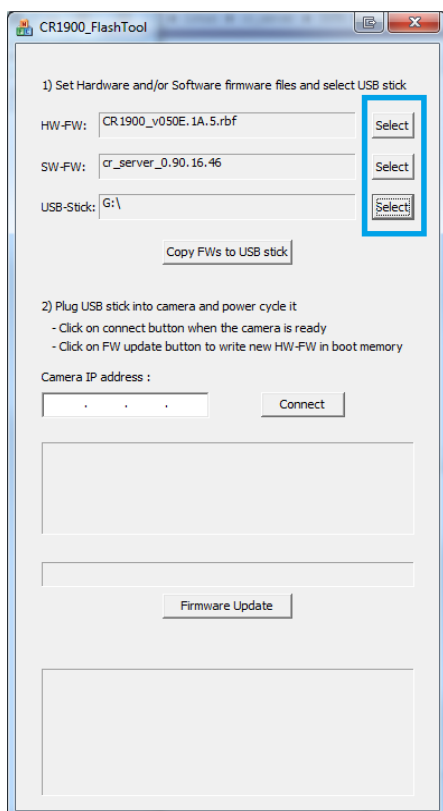 CR1900_FlashTool
1) Set Hardware and/or Software firmware files and select USB stick
HW-FW: CR1900_v050E.1A.5.rbf Select
SW-FW: cr_server_0.90.16.46 Select
USB-Stick: G:\ Select
Copy FWs to USB stick
2) Plug USB stick into camera and power cycle it
- Click on connect button when the camera is ready
- Click on FW update button to write new HW-FW in boot memory
Camera IP address :
. . . Connect
Firmware Update